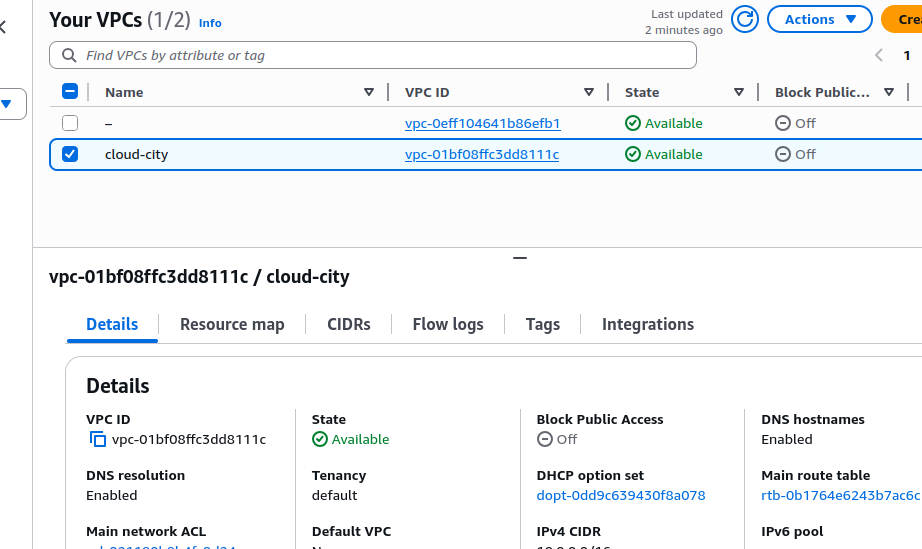 Your VPCs (1/2) Info
Last updated
2 minutes ago
Actions
Find VPCs by attribute or tag
1
Name VPC ID State Block Public...
– vpc-0eff104641b86efb1 Available Off
cloud-city vpc-01bf08ffc3dd8111c Available Off
vpc-01bf08ffc3dd8111c / cloud-city
Details Resource map CIDRs Flow logs Tags Integrations
Details
VPC ID State Block Public Access DNS hostnames
vpc-01bf08ffc3dd8111c Available Off Enabled
DNS resolution Tenancy DHCP option set Main route table
Enabled default dopt-0dd9c639430f8a078 rtb-0b1764e6243b7ac6c
Main network ACL Default VPC IPv4 CIDR IPv6 pool